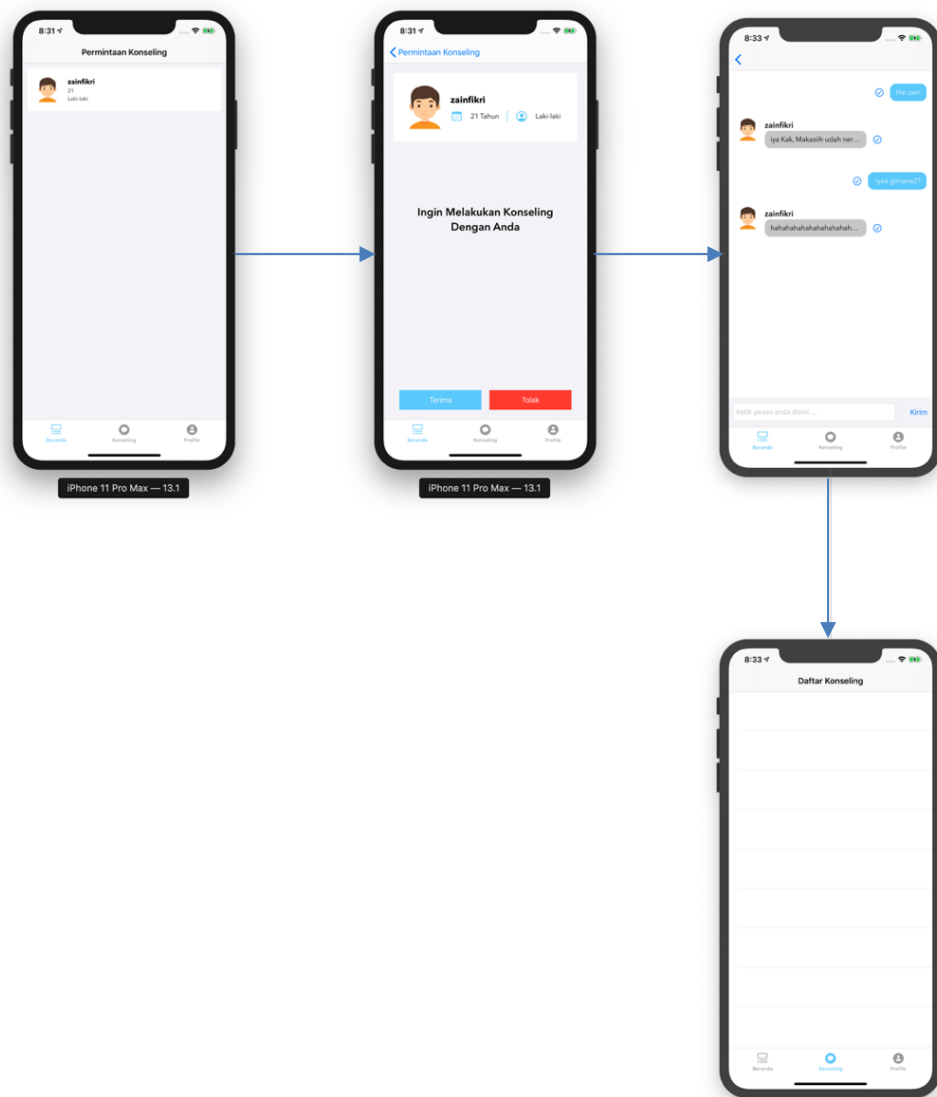 8:31
Permintaan Konseling
zainfikri
21
Laki-laki
Beranda
Konseling
Profile
iPhone 11 Pro Max — 13.1
8:31
Permintaan Konseling
zainfikri
21 Tahun
Laki-laki
Ingin Melakukan Konseling
Dengan Anda
Terima
Tolak
Beranda
Konseling
Profile
iPhone 11 Pro Max — 13.1
8:33
Hai zain
zainfikri
iya Kak, Makasih udah ner...
iyaa gimana2?
zainfikri
hahahahahahahahahah...
Ketik pesan anda disini ...
Kirim
Beranda
Konseling
Profile
8:33
Daftar Konseling
Beranda
Konseling
Profile